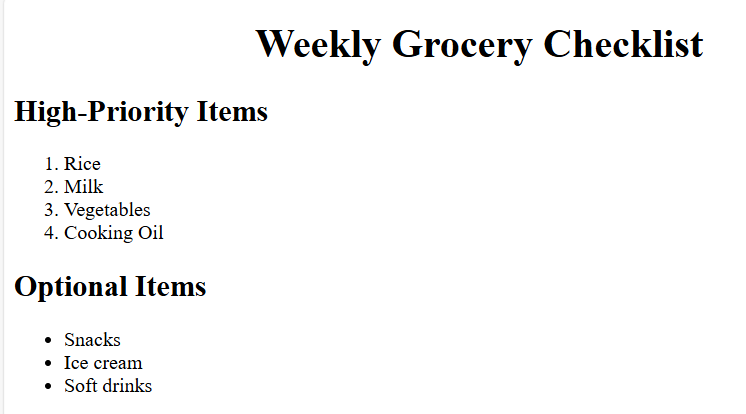 Weekly Grocery Checklist
High-Priority Items
1. Rice
2. Milk
3. Vegetables
4. Cooking Oil
Optional Items
• Snacks
• Ice cream
• Soft drinks